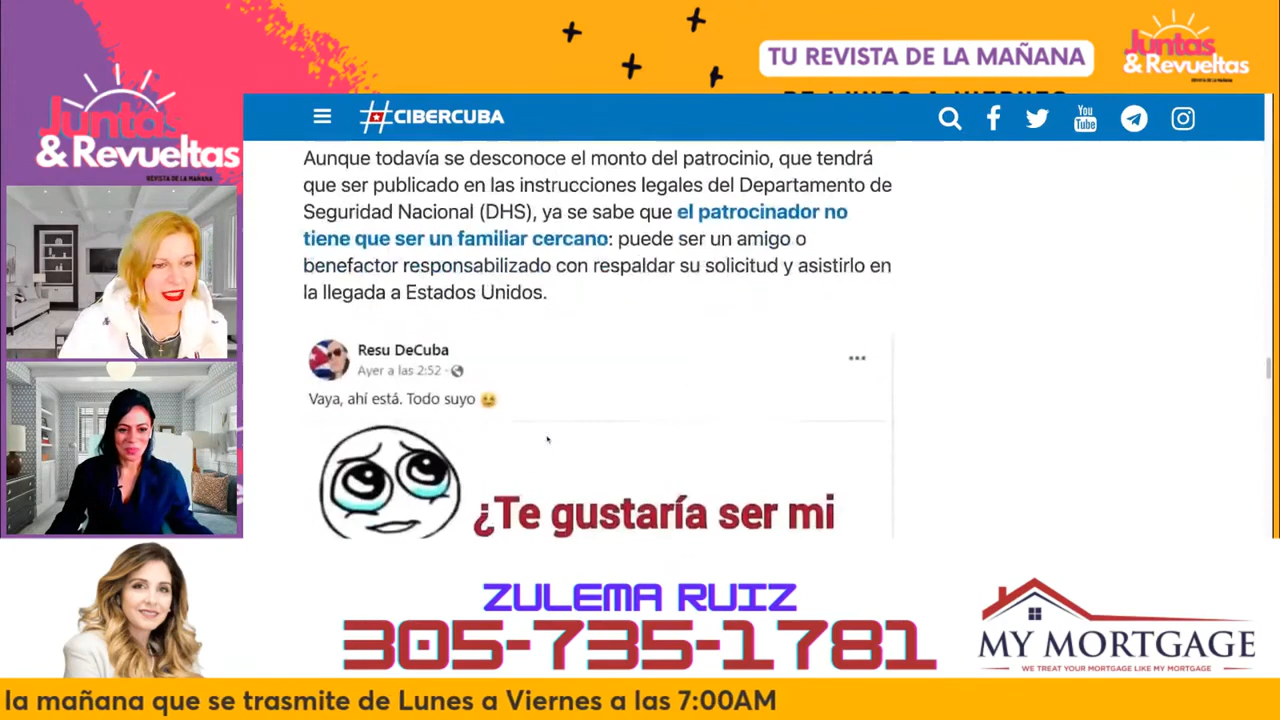 TU REVISTA DE LA MAÑANA
Juntas
& Revueltas
REVISTA DE LA MAÑANA
Juntas
& Revueltas
#CIBERCUBA
You
Tube
Aunque todavía se desconoce el monto del patrocinio, que tendrá
que ser publicado en las instrucciones legales del Departamento de
Seguridad Nacional (DHS), ya se sabe que el patrocinador no
tiene que ser un familiar cercano: puede ser un amigo o
benefactor responsabilizado con respaldar su solicitud y asistirlo en
la llegada a Estados Unidos.
Resu DeCuba
Ayer a las 2:52 ·
Vaya, ahí está. Todo suyo 😆
¿Te gustaría ser mi
ZULEMA RUIZ
305-735-1781
MY MORTGAGE
WE TREAT YOUR MORTGAGE LIKE MY MORTGAGE
la mañana que se trasmite de Lunes a Viernes a las 7:00AM